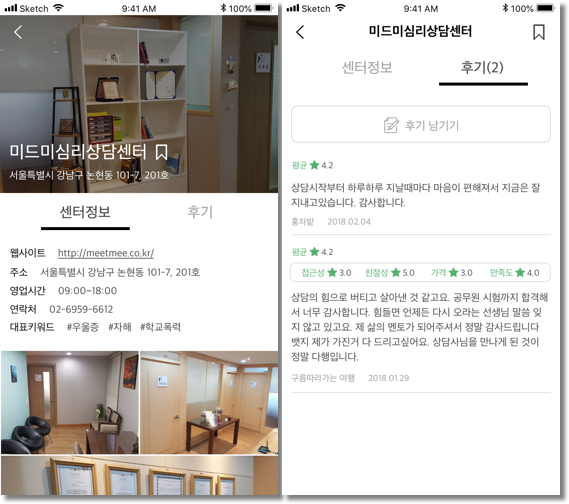 Sketch 9:41 AM 100%
미드미심리상담센터
서울특별시 강남구 논현동 101-7, 201호
센터정보 후기
웹사이트 http://meetmee.co.kr/
주소 서울특별시 강남구 논현동 101-7, 201호
영업시간 09:00~18:00
연락처 02-6959-6612
대표키워드 #우울증 #자해 #학교폭력
Sketch 9:41 AM 100%
미드미심리상담센터
센터정보 후기(2)
후기 남기기
평균 ★ 4.2
상담시작부터 하루하루 지날때마다 마음이 편해져서 지금은 잘
지내고있습니다. 감사합니다.
홍차밭 2018.02.04
평균 ★ 4.2
접근성 ★ 3.0 친절성 ★ 5.0 가격 ★ 3.0 만족도 ★ 4.0
상담의 힘으로 버티고 살아낸 것 같고요. 공무원 시험까지 합격해
서 너무 감사합니다. 힘들면 언제든 다시 오라는 선생님 말씀 잊
지 않고 있고요. 제 삶의 멘토가 되어주셔서 정말 감사드립니다
뱃지 제가 가진거 다 드리고싶어요. 상담사님을 만나게 된 것이
정말 다행입니다.
구름따라가는 여행 2018.01.29